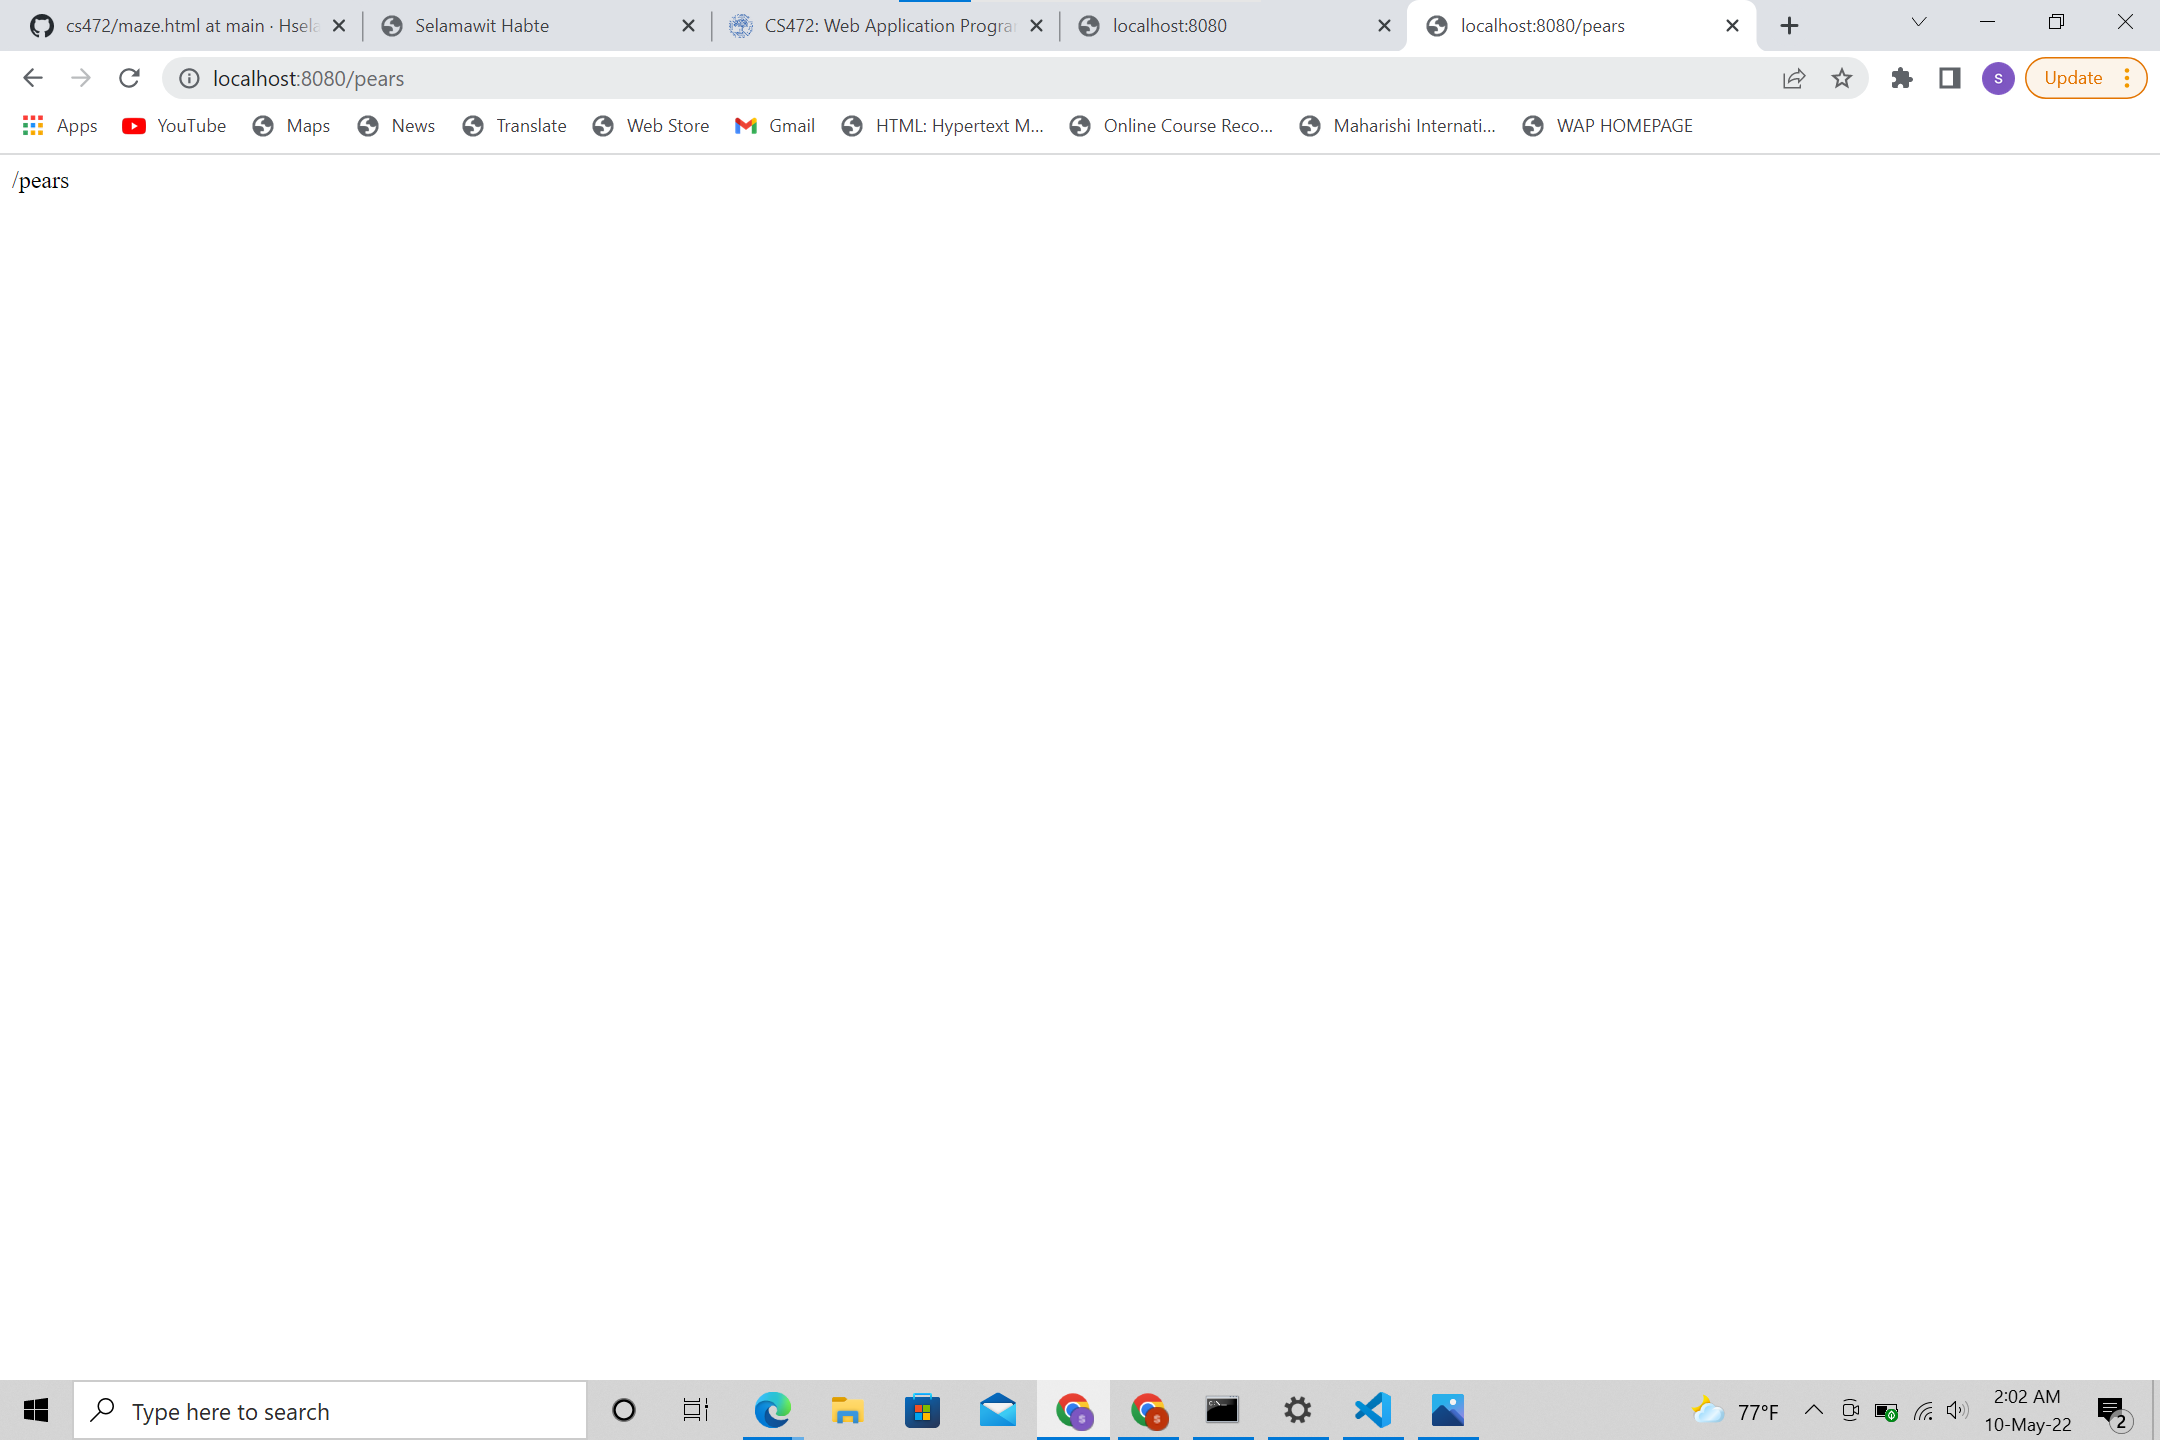 cs472/maze.html at main · Hsela
Selamawit Habte
CS472: Web Application Progra
localhost:8080
localhost:8080/pears
localhost:8080/pears
Update
Apps
YouTube
Maps
News
Translate
Web Store
Gmail
HTML: Hypertext M...
Online Course Reco...
Maharishi Internati...
WAP HOMEPAGE
/pears
Type here to search
77°F
2:02 AM
10-May-22
2